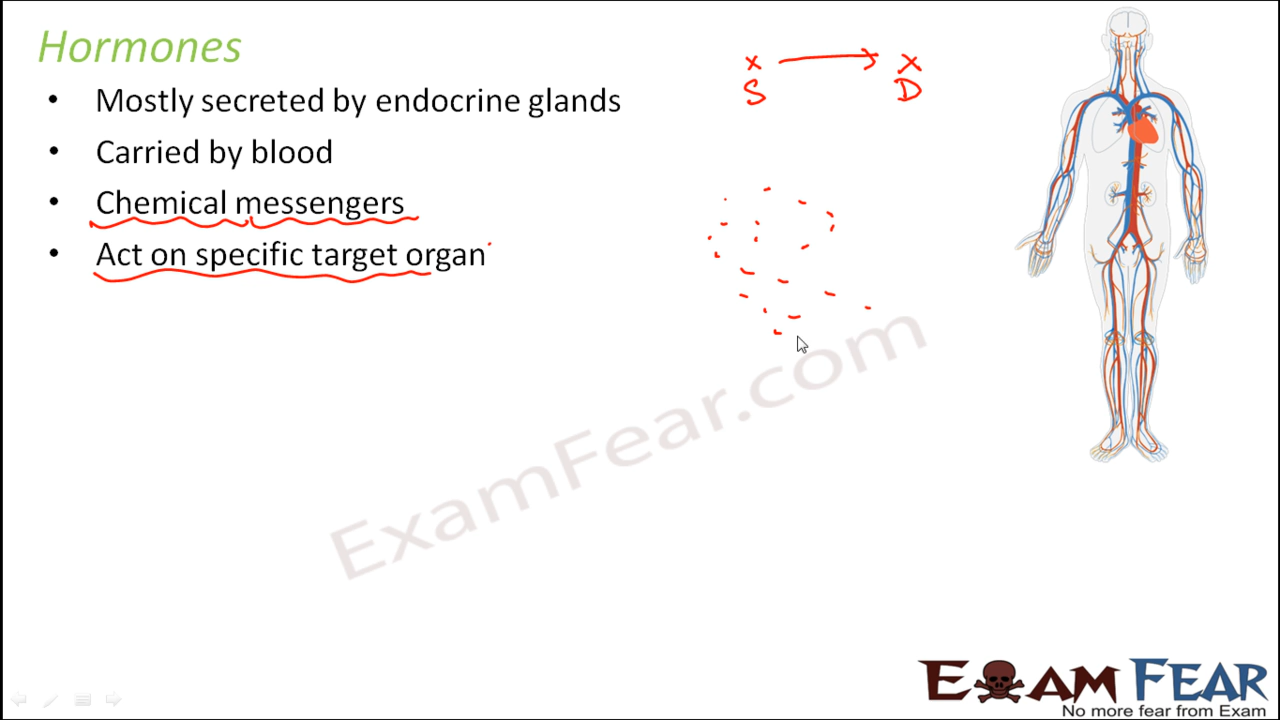 Hormones
• Mostly secreted by endocrine glands
• Carried by blood
• Chemical messengers
• Act on specific target organ
x → x
S D
ExamFear.com
EXAM FEAR
No more fear from Exam